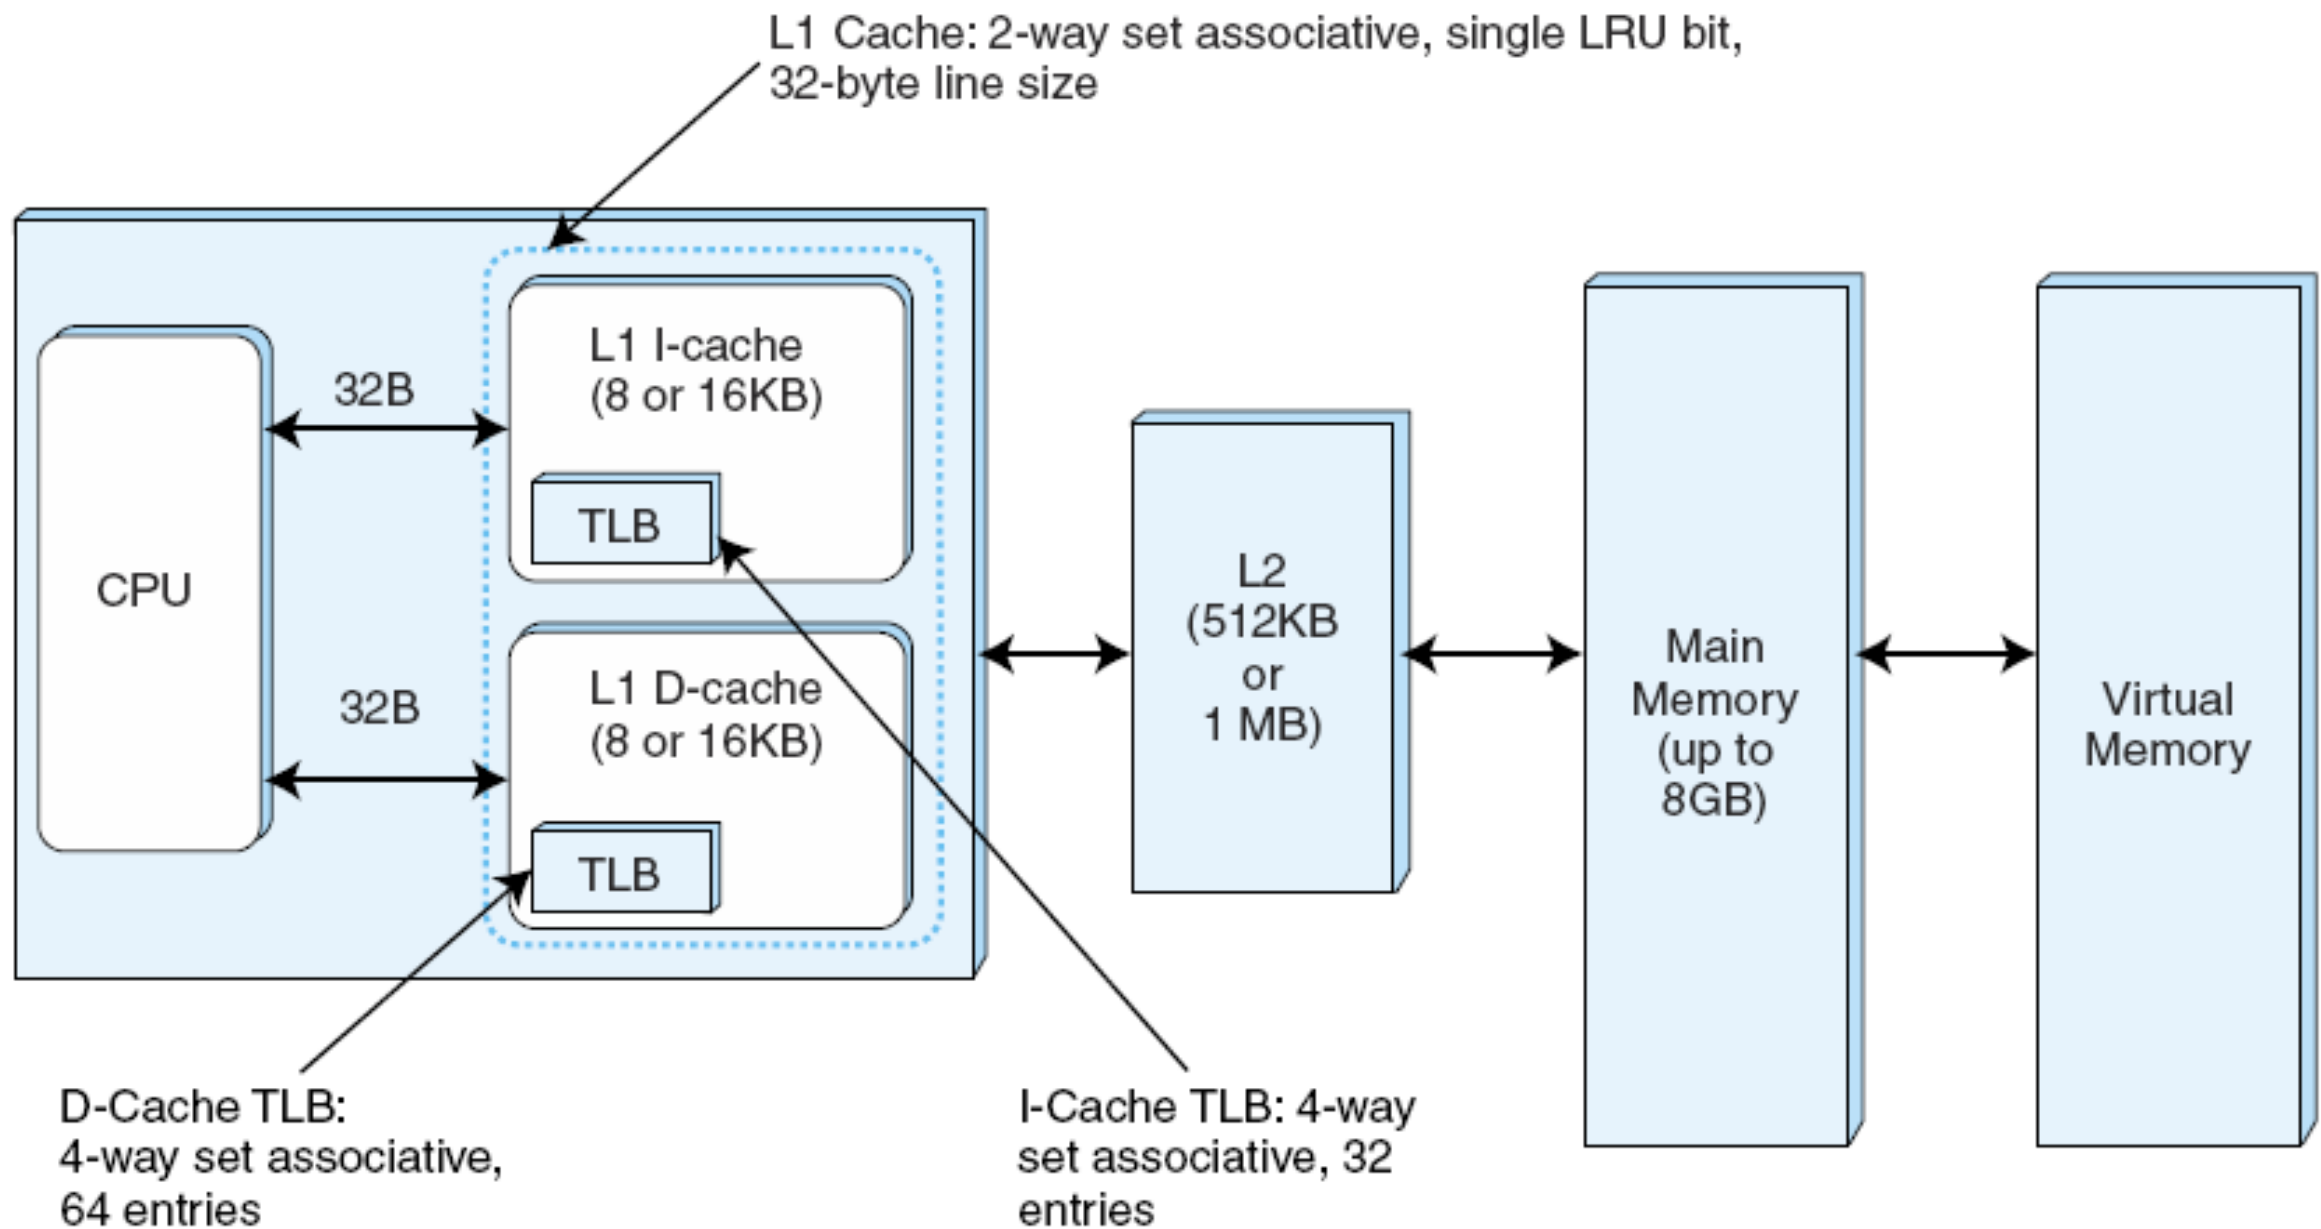 L1 Cache: 2-way set associative, single LRU bit,
32-byte line size
CPU
32B
32B
L1 I-cache
(8 or 16KB)
TLB
L1 D-cache
(8 or 16KB)
TLB
L2
(512KB
or
1 MB)
Main
Memory
(up to
8GB)
Virtual
Memory
D-Cache TLB:
4-way set associative,
64 entries
I-Cache TLB: 4-way
set associative, 32
entries